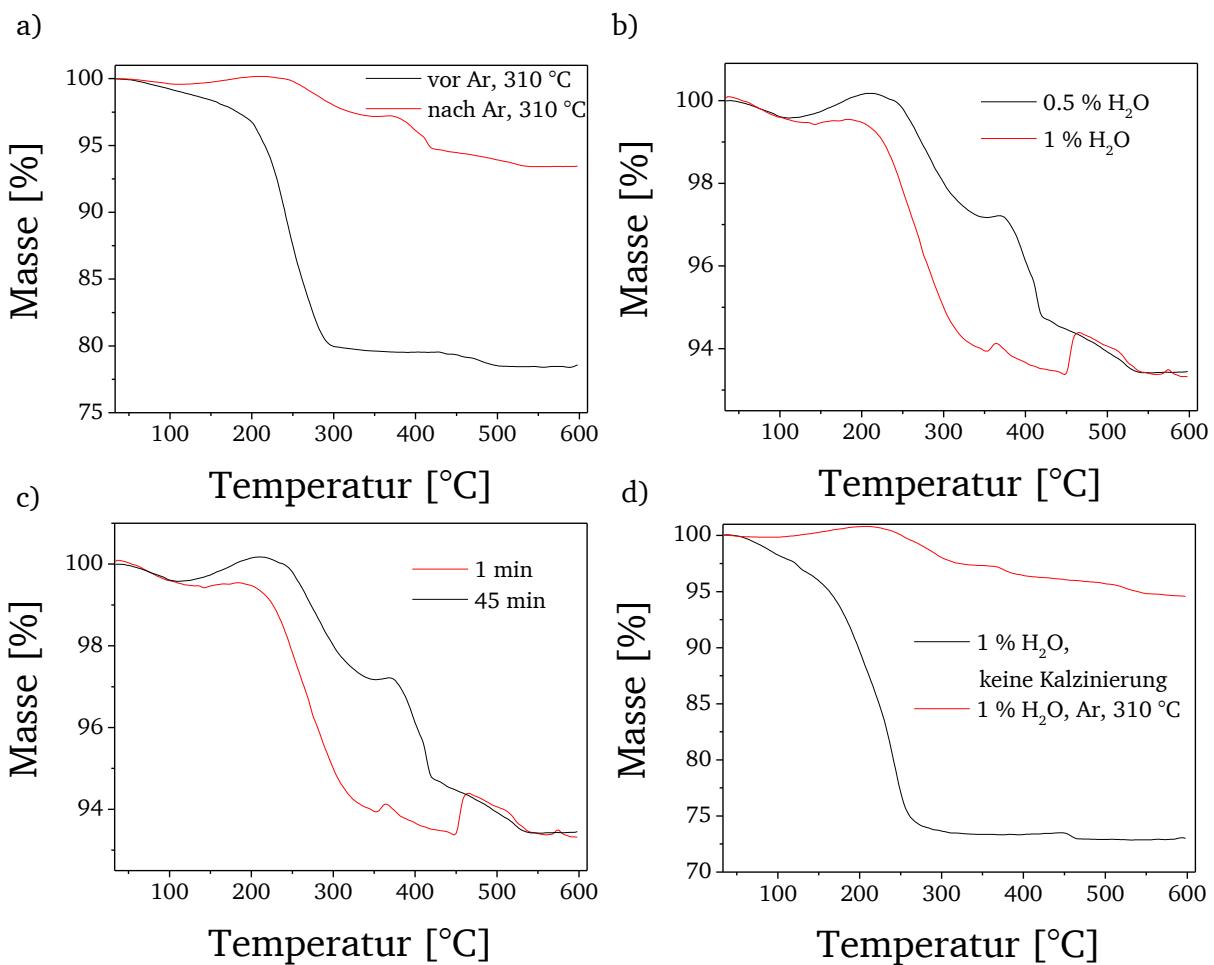 a)
100
95
90
85
80
75
Masse [%]
vor Ar, 310 °C
nach Ar, 310 °C
100 200 300 400 500 600
Temperatur [°C]
b)
100
98
96
94
Masse [%]
0.5 % H₂O
1 % H₂O
100 200 300 400 500 600
Temperatur [°C]
c)
100
98
96
94
Masse [%]
1 min
45 min
100 200 300 400 500 600
Temperatur [°C]
d)
100
95
90
85
80
75
70
Masse [%]
1 % H₂O,
keine Kalzinierung
1 % H₂O, Ar, 310 °C
100 200 300 400 500 600
Temperatur [°C]